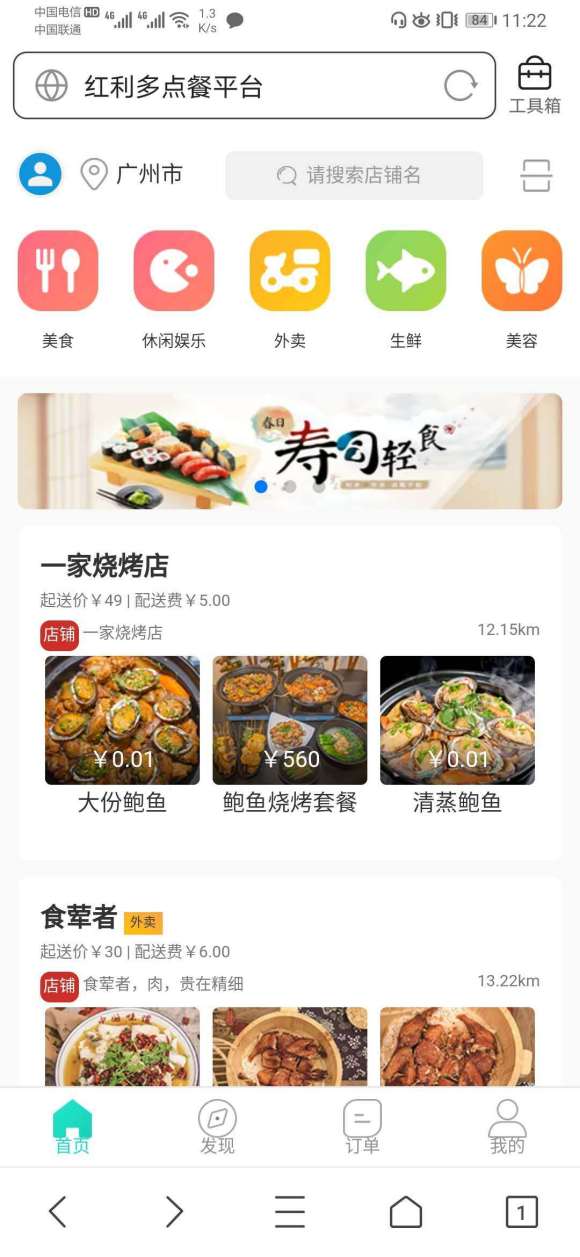 中国电信 HD 4G 4G 1.3 K/s 84 11:22
中国联通
红利多点餐平台
工具箱
广州市 请搜索店铺名
美食 休闲娱乐 外卖 生鲜 美容
春日
寿司轻食
一家烧烤店
起送价￥49 | 配送费￥5.00
店铺 一家烧烤店 12.15km
￥0.01 ￥560 ￥0.01
大份鲍鱼 鲍鱼烧烤套餐 清蒸鲍鱼
食荤者 外卖
起送价￥30 | 配送费￥6.00
店铺 食荤者，肉，贵在精细 13.22km
首页 发现 订单 我的
1